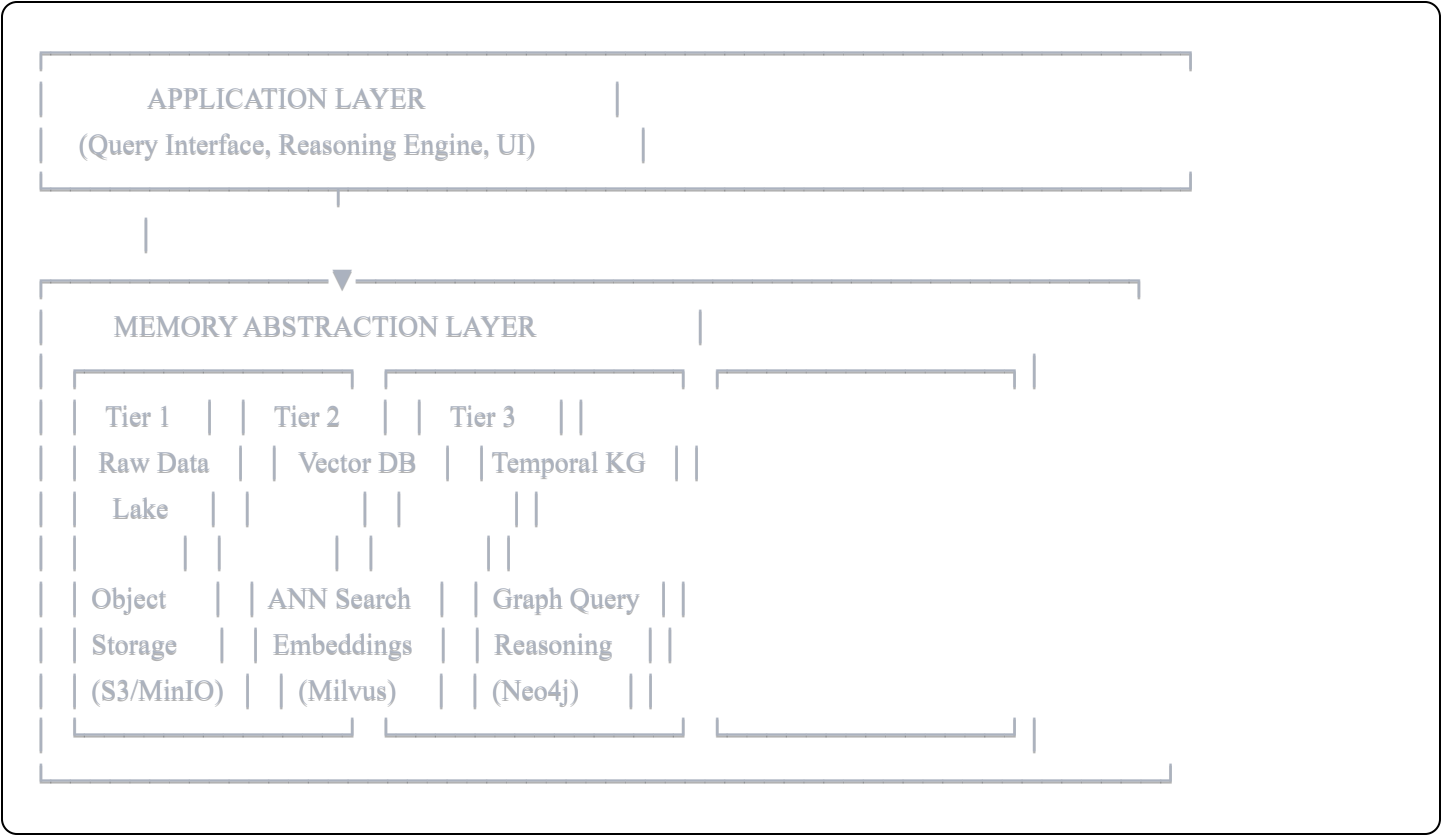 APPLICATION LAYER
(Query Interface, Reasoning Engine, UI)
MEMORY ABSTRACTION LAYER
Tier 1 Tier 2 Tier 3
Raw Data Vector DB Temporal KG
Lake
Object ANN Search Graph Query
Storage Embeddings Reasoning
(S3/MinIO) (Milvus) (Neo4j)